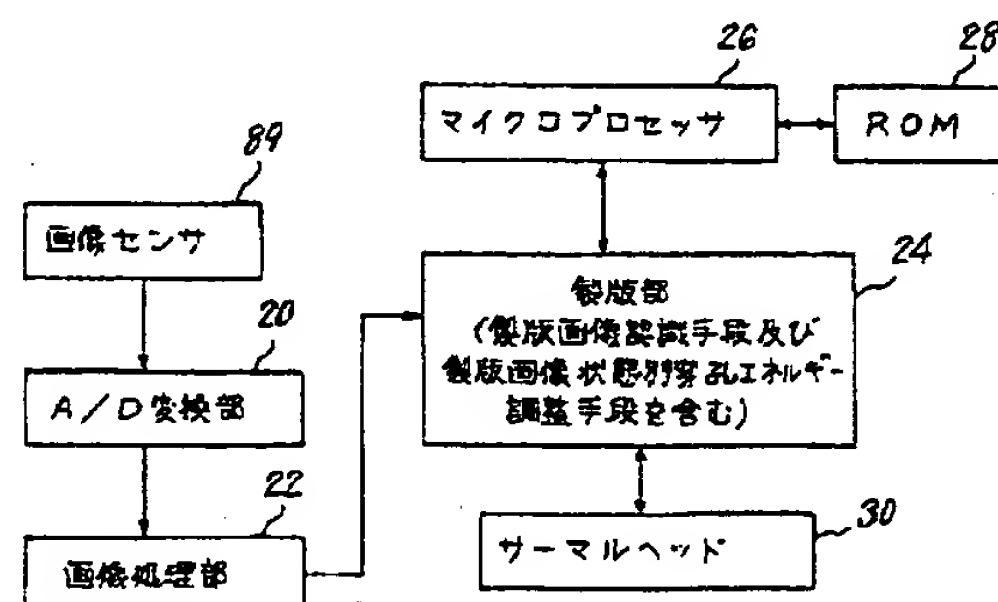 26
28
マイクロプロセッサ
ROM
89
画像センサ
24
製版部
(製版画像認識手段及び
製版画像状態別穿孔エネルギー
調整手段を含む)
20
A/D変換部
22
画像処理部
30
サーマルヘッド